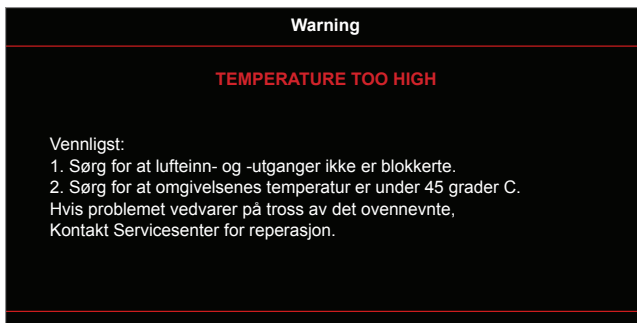 Warning
TEMPERATURE TOO HIGH
Vennligst:
1. Sørg for at lufteinn- og -utganger ikke er blokkerte.
2. Sørg for at omgivelsenes temperatur er under 45 grader C.
Hvis problemet vedvarer på tross av det ovennevnte,
Kontakt Servicesenter for reperasjon.